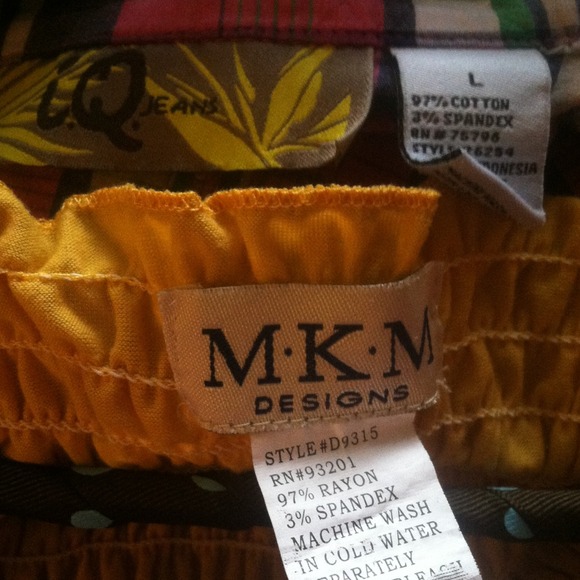 i.Q. JEANS
L
97% COTTON
3% SPANDEX
RN# 75796
M·K·M
DESIGNS
STYLE#D9315
RN#93201
97% RAYON
3% SPANDEX
MACHINE WASH
IN COLD WATER